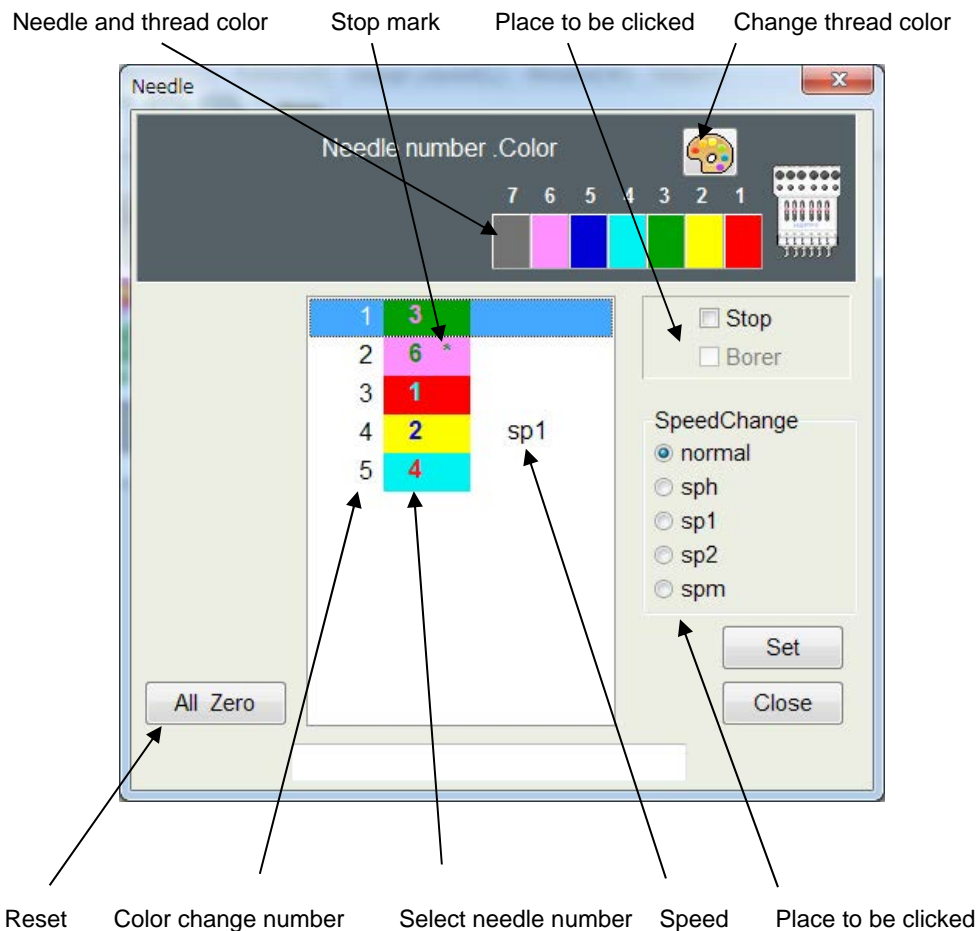 Needle and thread color Stop mark Place to be clicked Change thread color
Needle
Needle number .Color
7 6 5 4 3 2 1
1 3
2 6 *
3 1
4 2 sp1
5 4
Stop
Borer
SpeedChange
normal
sph
sp1
sp2
spm
Set
All Zero
Close
Reset Color change number Select needle number Speed Place to be clicked